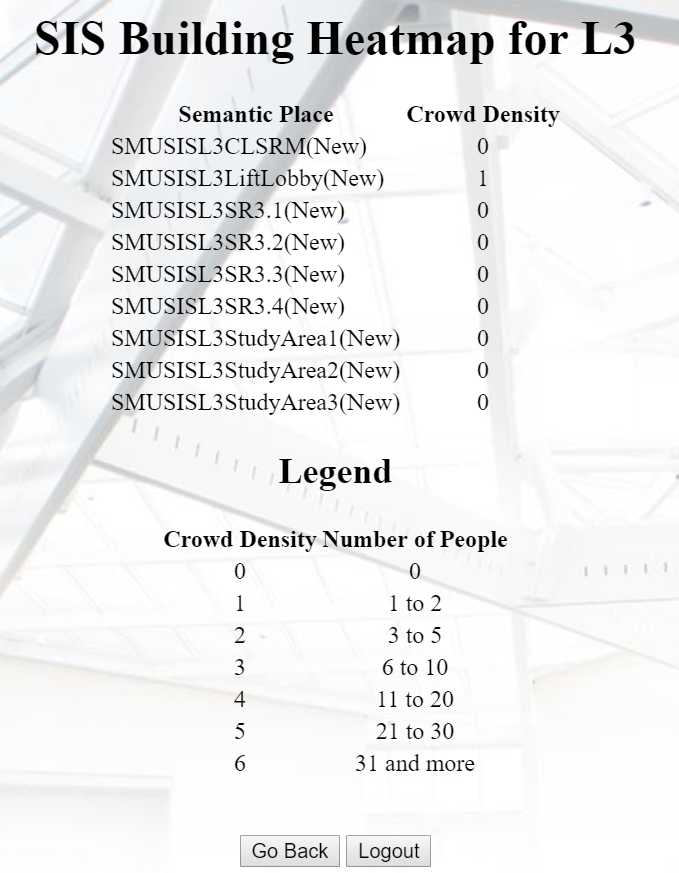 SIS Building Heatmap for L3
Semantic Place Crowd Density
SMUSISL3CLSRM(New) 0
SMUSISL3LiftLobby(New) 1
SMUSISL3SR3.1(New) 0
SMUSISL3SR3.2(New) 0
SMUSISL3SR3.3(New) 0
SMUSISL3SR3.4(New) 0
SMUSISL3StudyArea1(New) 0
SMUSISL3StudyArea2(New) 0
SMUSISL3StudyArea3(New) 0
Legend
Crowd Density Number of People
0 0
1 1 to 2
2 3 to 5
3 6 to 10
4 11 to 20
5 21 to 30
6 31 and more
Go Back Logout